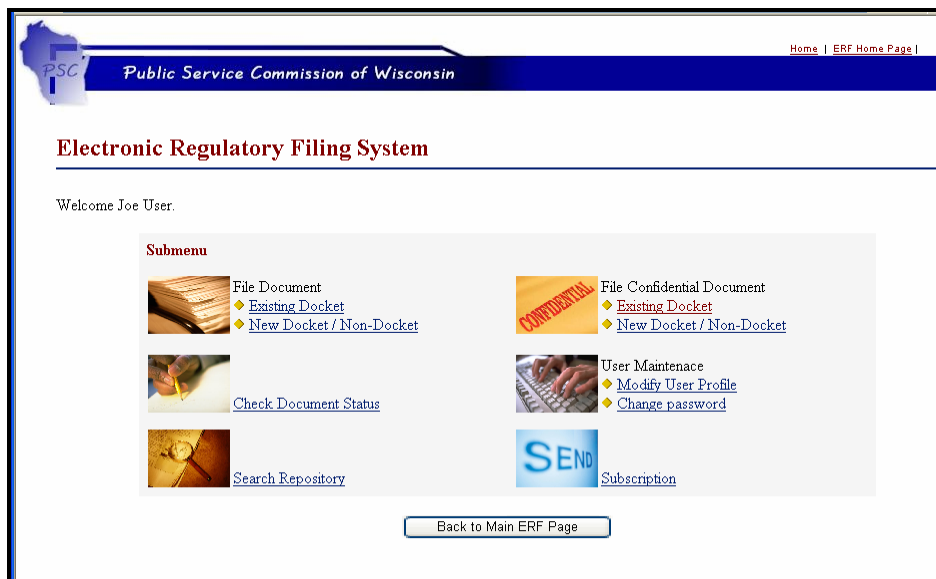 Home | ERF Home Page |
PSC Public Service Commission of Wisconsin
Electronic Regulatory Filing System
Welcome Joe User.
Submenu
File Document
Existing Docket
New Docket / Non-Docket
CONFIDENTIAL
File Confidential Document
Existing Docket
New Docket / Non-Docket
Check Document Status
User Maintenace
Modify User Profile
Change password
Search Repository
SEND
Subscription
Back to Main ERF Page